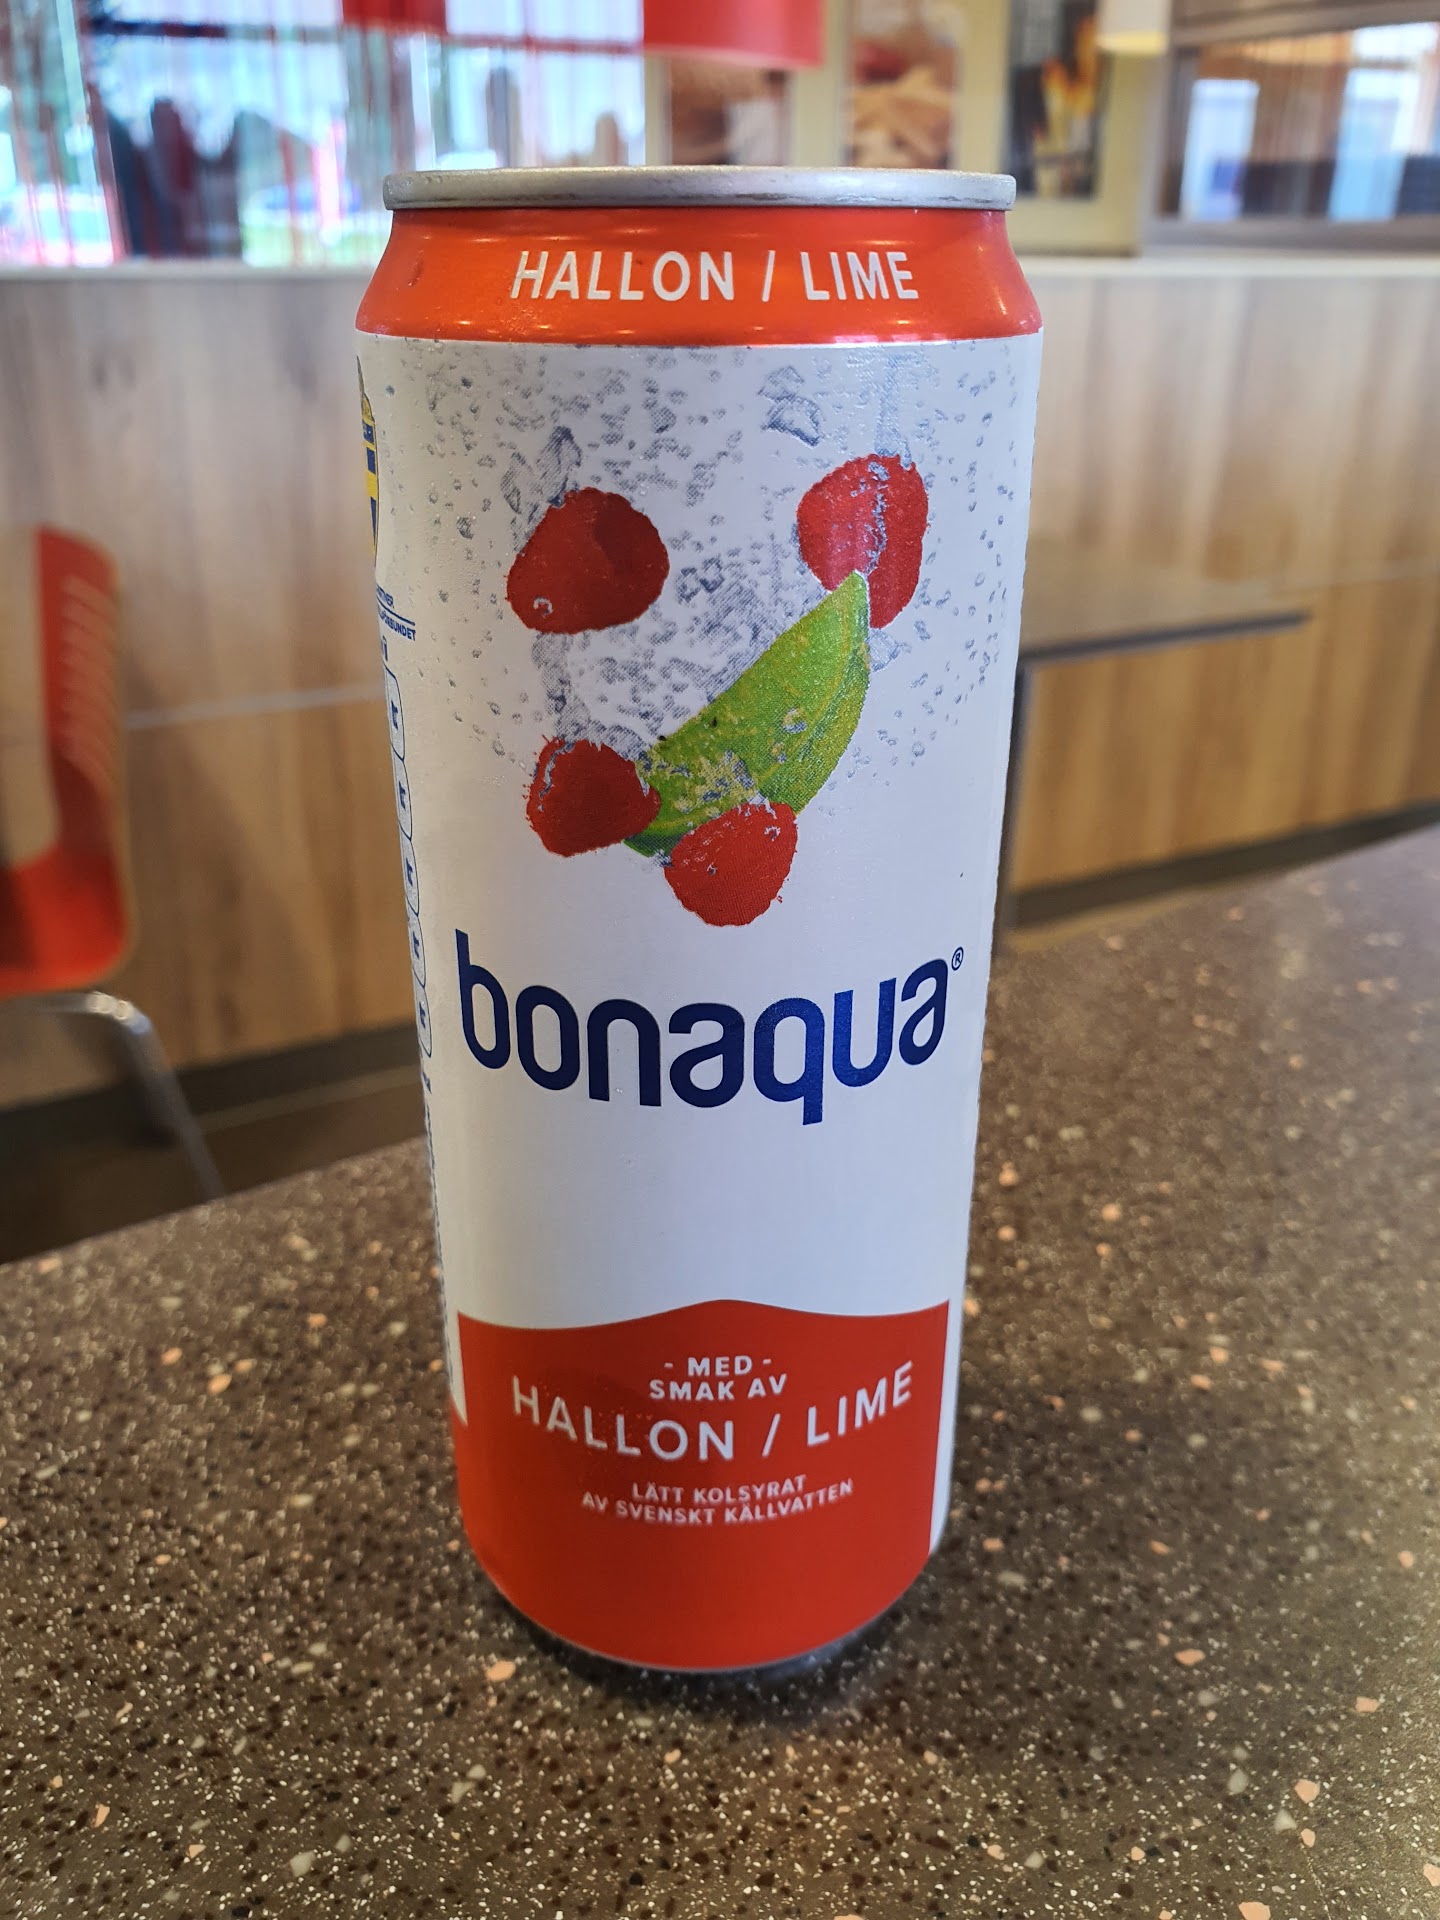 HALLON / LIME
bonaqua®
- MED -
SMAK AV
HALLON / LIME
LÄTT KOLSYRAT
AV SVENSKT KÄLLVATTEN